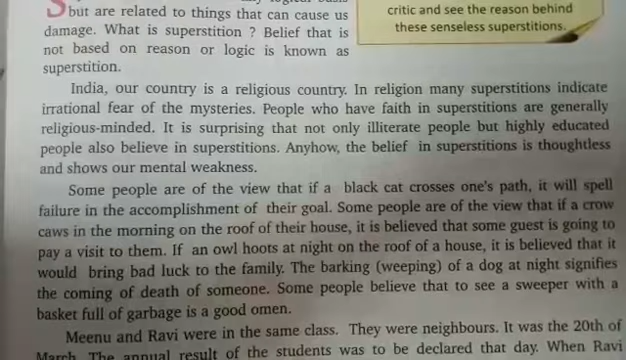 but are related to things that can cause us
damage. What is superstition ? Belief that is
not based on reason or logic is known as
superstition.
critic and see the reason behind
these senseless superstitions.
India, our country is a religious country. In religion many superstitions indicate
irrational fear of the mysteries. People who have faith in superstitions are generally
religious-minded. It is surprising that not only illiterate people but highly educated
people also believe in superstitions. Anyhow, the belief in superstitions is thoughtless
and shows our mental weakness.
Some people are of the view that if a black cat crosses one's path, it will spell
failure in the accomplishment of their goal. Some people are of the view that if a crow
caws in the morning on the roof of their house, it is believed that some guest is going to
pay a visit to them. If an owl hoots at night on the roof of a house, it is believed that it
would bring bad luck to the family. The barking (weeping) of a dog at night signifies
the coming of death of someone. Some people believe that to see a sweeper with a
basket full of garbage is a good omen.
Meenu and Ravi were in the same class. They were neighbours. It was the 20th of
March. The annual result of the students was to be declared that day. When Ravi